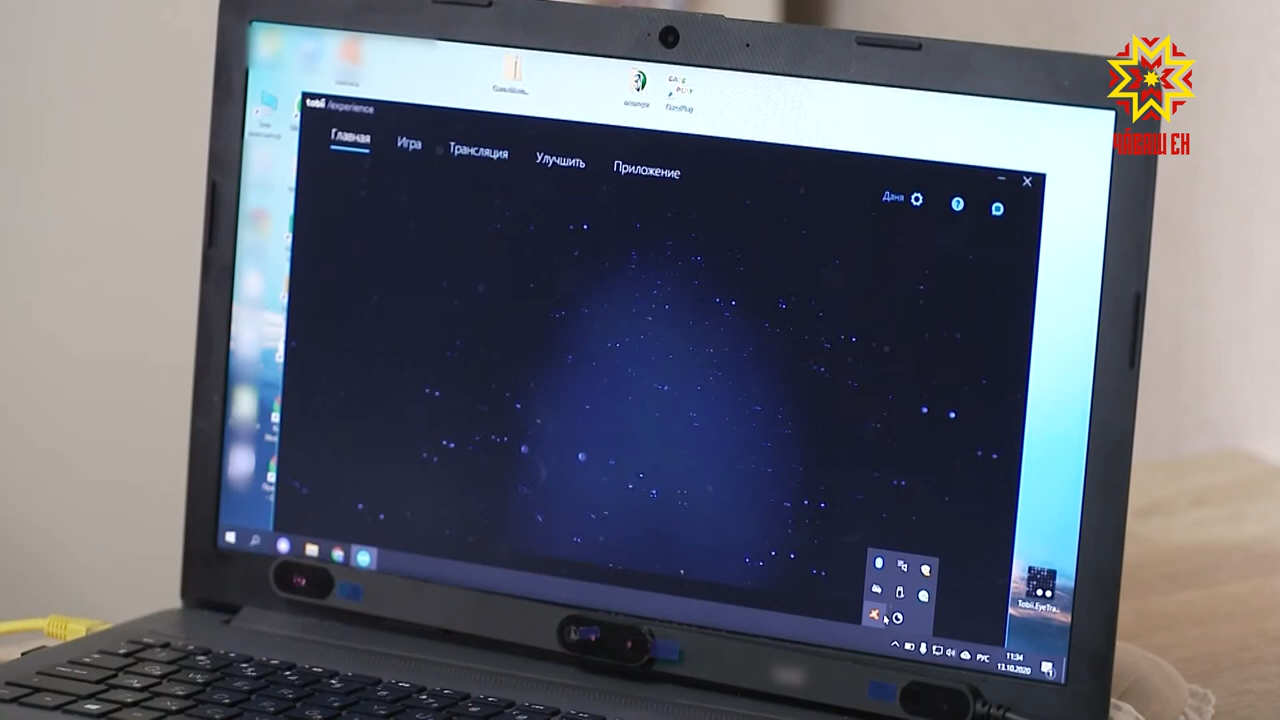 ЧӐВАШ ЕН
tobii /experience
Главная
Игра
Трансляция
Улучшить
Приложение
Даня
Tobii.EyeTra...
РУС
11:34
13.10.2020